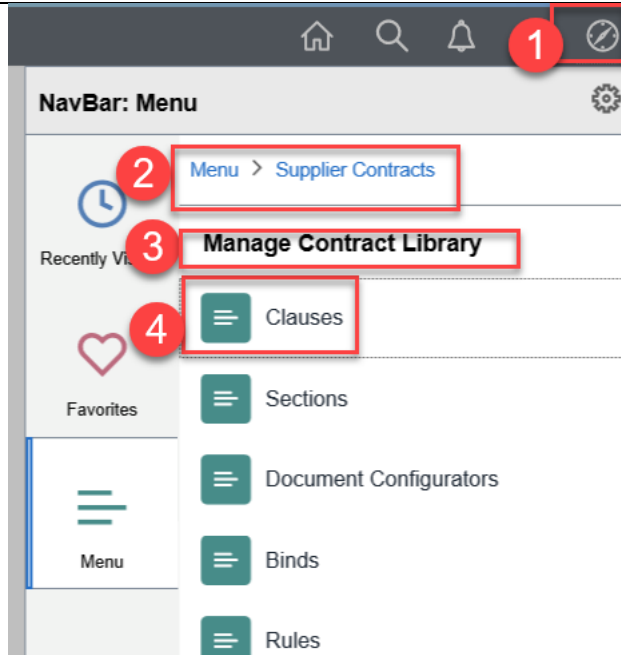 1
NavBar: Menu
2
Menu > Supplier Contracts
3
Recently
Manage Contract Library
4
Clauses
Favorites
Sections
Document Configurators
Menu
Binds
Rules